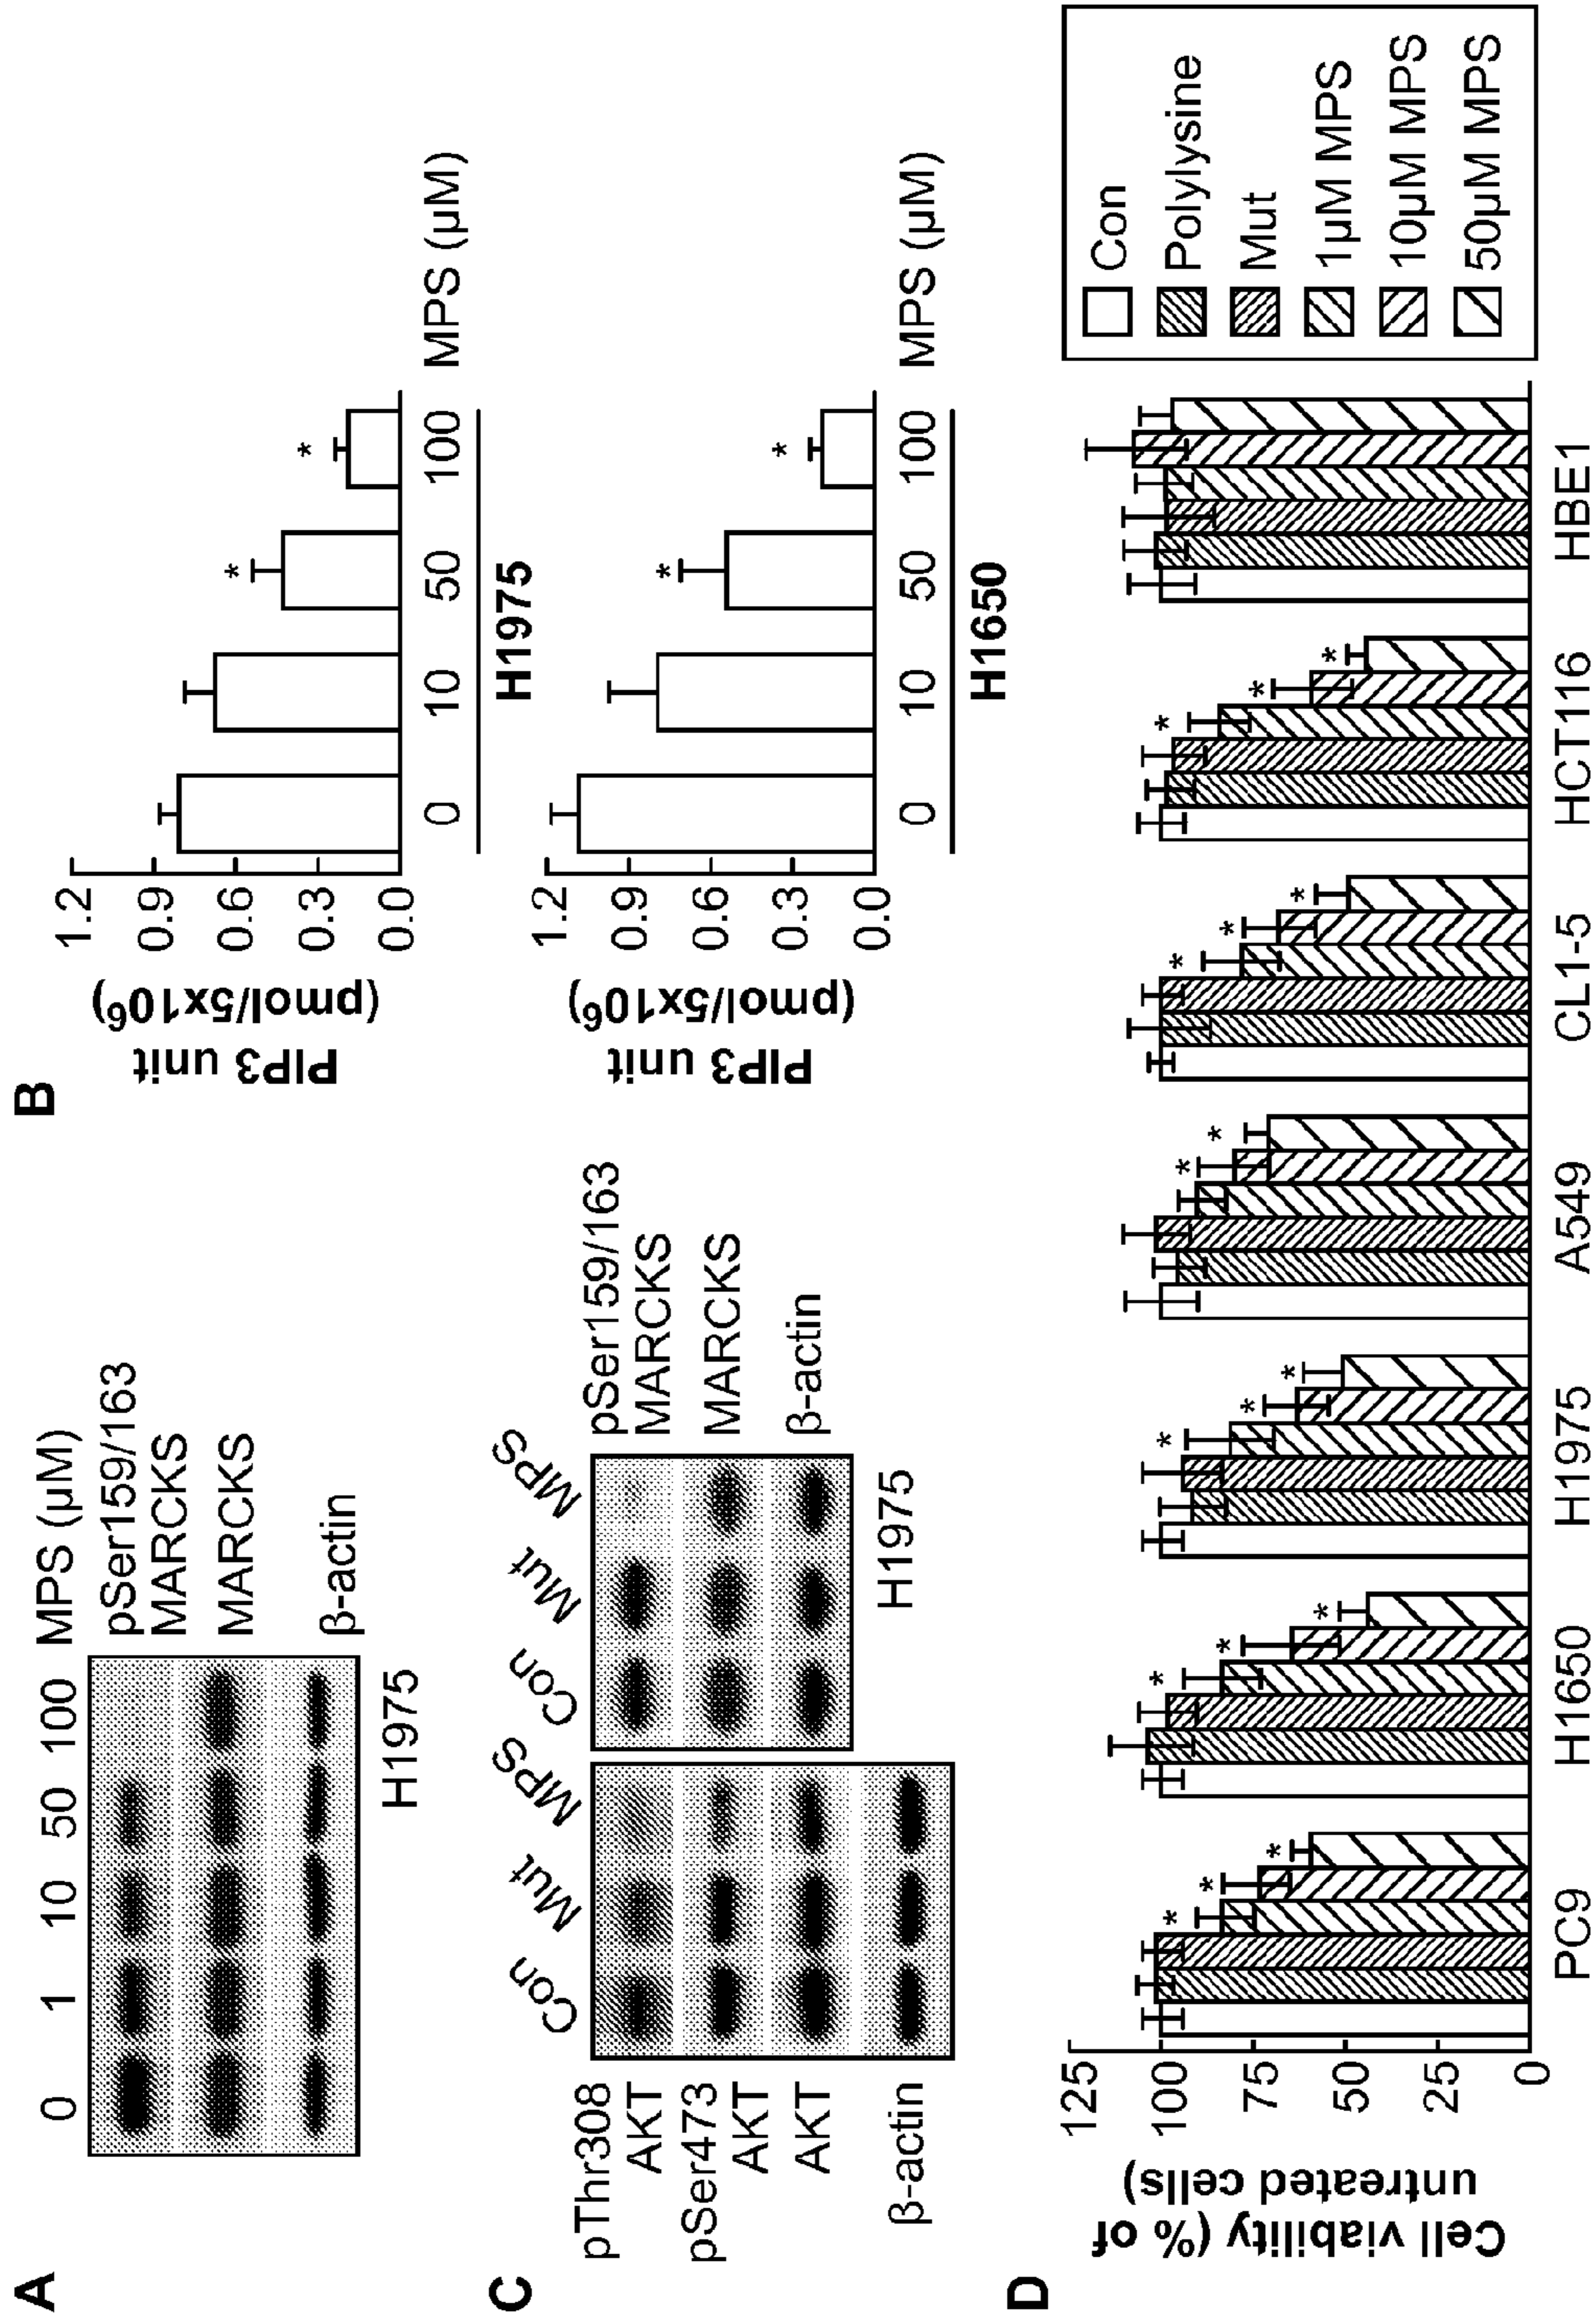 A
0 1 10 50 100 MPS (μM)
pSer159/163
MARCKS
MARCKS
β-actin
H1975
B
PIP3 unit
(pmol/5x10⁶)
1.2
0.9
0.6
0.3
0.0
*
*
0 10 50 100 MPS (μM)
H1975
PIP3 unit
(pmol/5x10⁶)
1.2
0.9
0.6
0.3
0.0
*
*
0 10 50 100 MPS (μM)
H1650
C
Con Mut MPS
pThr308
AKT
pSer473
AKT
AKT
β-actin
Con Mut MPS
pSer159/163
MARCKS
MARCKS
β-actin
H1975
D
Cell viability (% of
untreated cells)
125
100
75
50
25
0
* * *
* * *
* * *
* *
* * *
* * *
PC9 H1650 H1975 A549 CL1-5 HCT116 HBE1
Con
Polylysine
Mut
1μM MPS
10μM MPS
50μM MPS